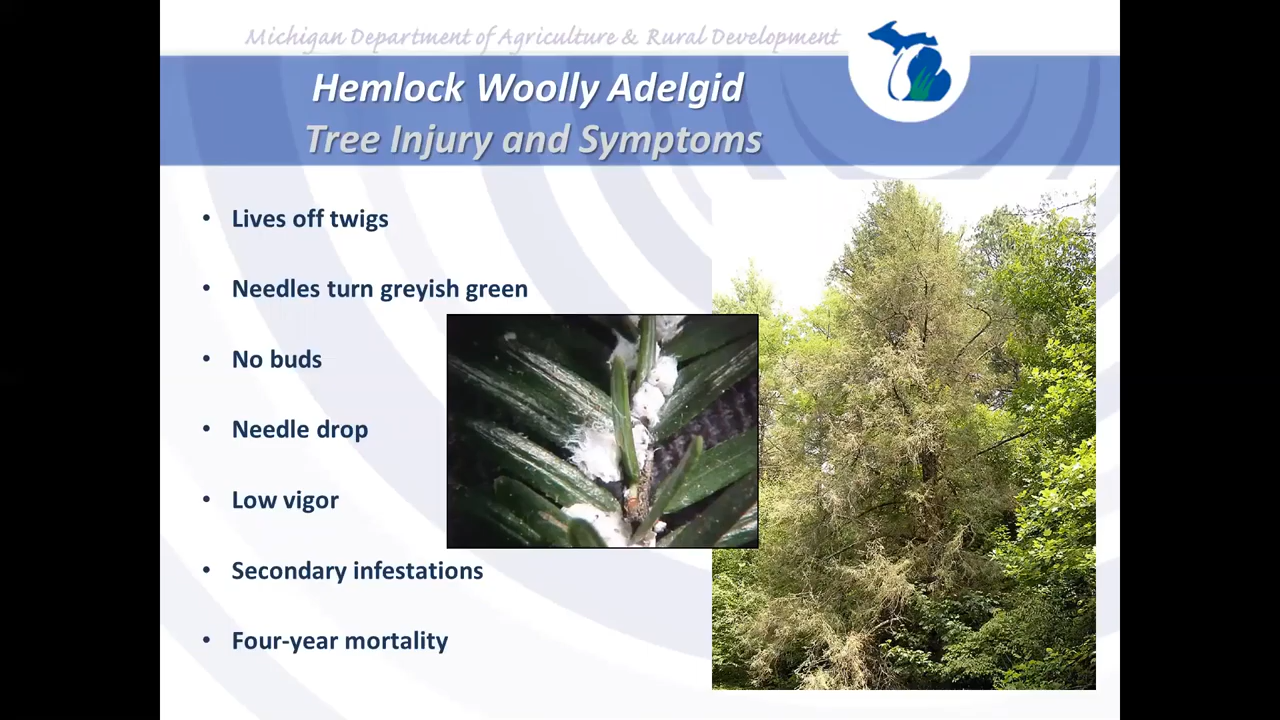 Michigan Department of Agriculture & Rural Development
Hemlock Woolly Adelgid
Tree Injury and Symptoms
• Lives off twigs
• Needles turn greyish green
• No buds
• Needle drop
• Low vigor
• Secondary infestations
• Four-year mortality